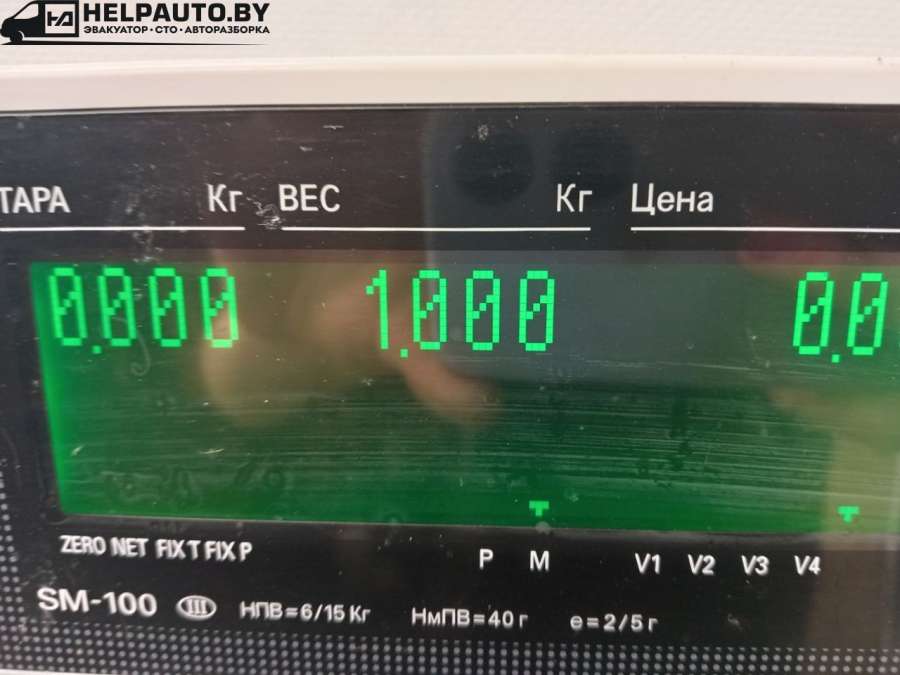 HELPAUTO.BY
ЭВАКУАТОР • СТО • АВТОРАЗБОРКА
ТАРА Кг ВЕС Кг Цена
0.000 1.000 0.0
ZERO NET FIX T FIX P P M V1 V2 V3 V4
SM-100 III НПВ=6/15 Кг НмПВ=40 г e=2/5 г